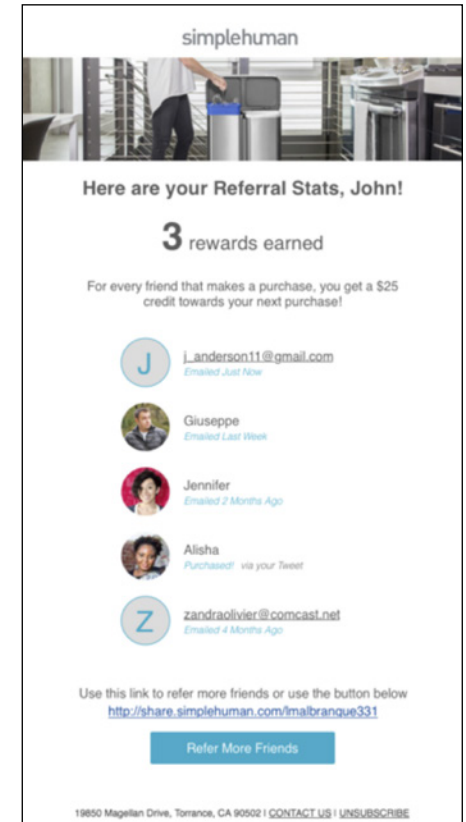 simplehuman
Here are your Referral Stats, John!
3 rewards earned
For every friend that makes a purchase, you get a $25
credit towards your next purchase!
J
j_anderson11@gmail.com
Emailed Just Now
Giuseppe
Emailed Last Week
Jennifer
Emailed 2 Months Ago
Alisha
Purchased! via your Tweet
Z
zandraolivier@comcast.net
Emailed 4 Months Ago
Use this link to refer more friends or use the button below
http://share.simplehuman.com/lmalbranque331
Refer More Friends
19850 Magellan Drive, Torrance, CA 90502 | CONTACT US | UNSUBSCRIBE